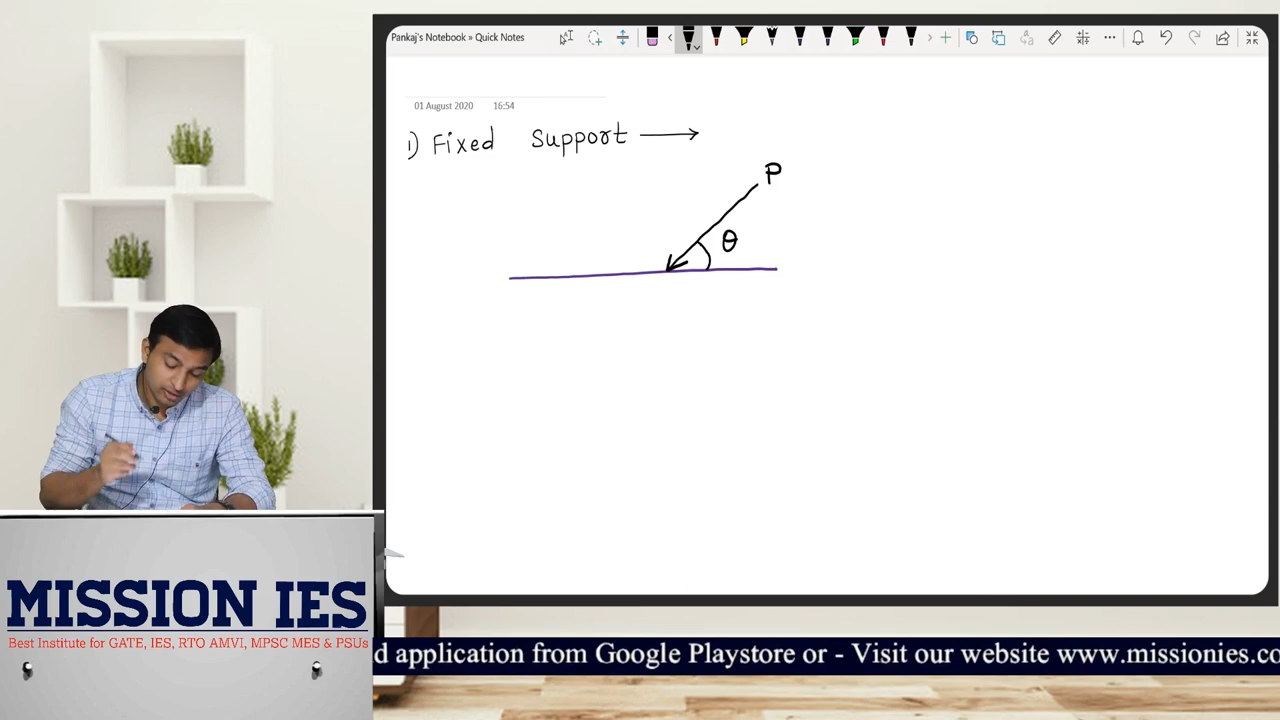 Pankaj's Notebook » Quick Notes
01 August 2020 16:54
1) Fixed Support →
P
θ
MISSION IES
Best Institute for GATE, IES, RTO AMVI, MPSC MES & PSUs
d application from Google Playstore or - Visit our website www.missionies.co